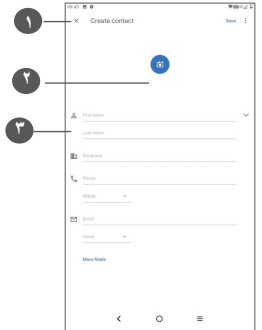 09:43
١ Create contact Save
٢
٣ First name
Last name
Company
Phone
Mobile
Email
Home
More fields